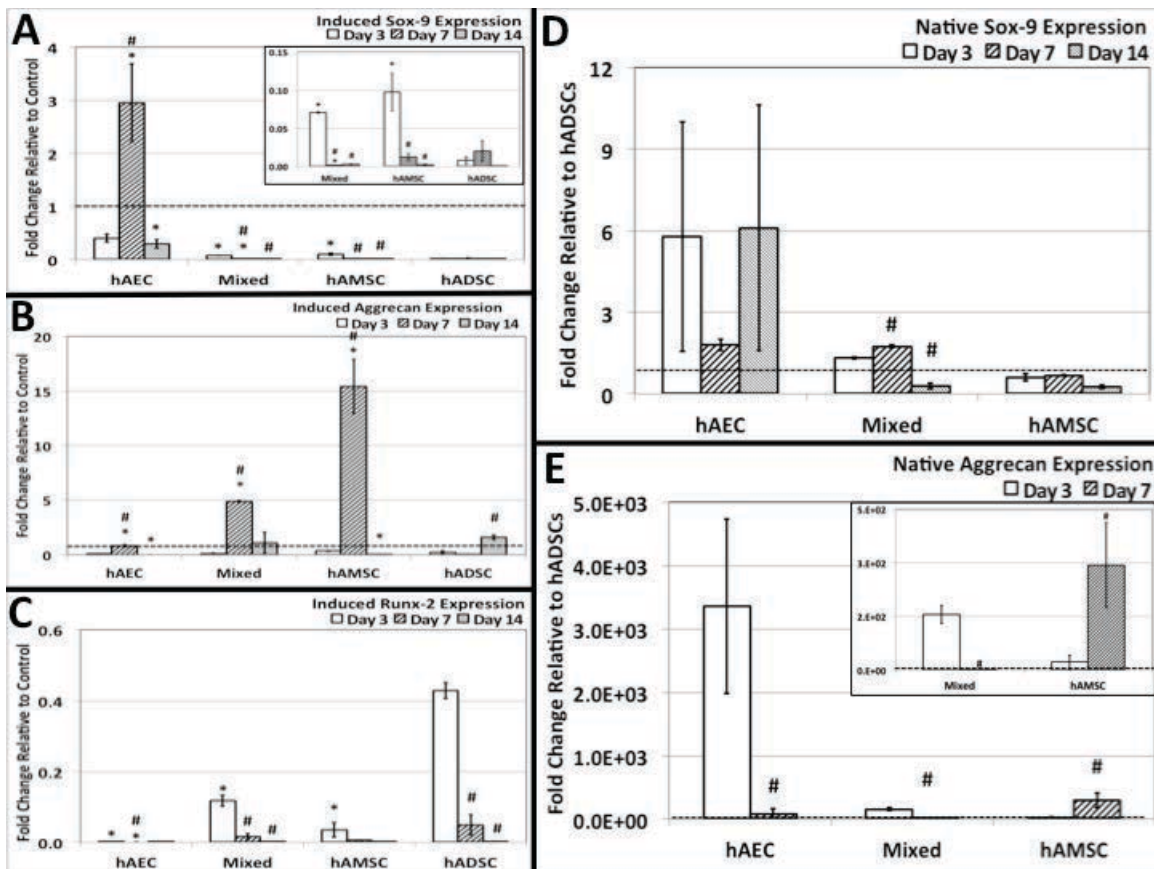 A
Induced Sox-9 Expression
Day 3 Day 7 Day 14
Fold Change Relative to Control
4
3
2
1
0
# * * * # * # * # #
hAEC Mixed hAMSC hADSC
0.15
0.10
0.05
0.00
* # * # * # #
Mixed hAMSC hADSC
B
Induced Aggrecan Expression
Day 3 Day 7 Day 14
Fold Change Relative to Control
20
15
10
5
0
# * * # * # * * #
hAEC Mixed hAMSC hADSC
C
Induced Runx-2 Expression
Day 3 Day 7 Day 14
Fold Change Relative to Control
0.6
0.4
0.2
0.0
* # * * # # * # #
hAEC Mixed hAMSC hADSC
D
Native Sox-9 Expression
Day 3 Day 7 Day 14
Fold Change Relative to hADSCs
12
9
6
3
0
# #
hAEC Mixed hAMSC
E
Native Aggrecan Expression
Day 3 Day 7
Fold Change Relative to hADSCs
5.0E+03
4.0E+03
3.0E+03
2.0E+03
1.0E+03
0.0E+00
# # #
hAEC Mixed hAMSC
5.E+02
3.E+02
2.E+02
0.E+00
# #
Mixed hAMSC